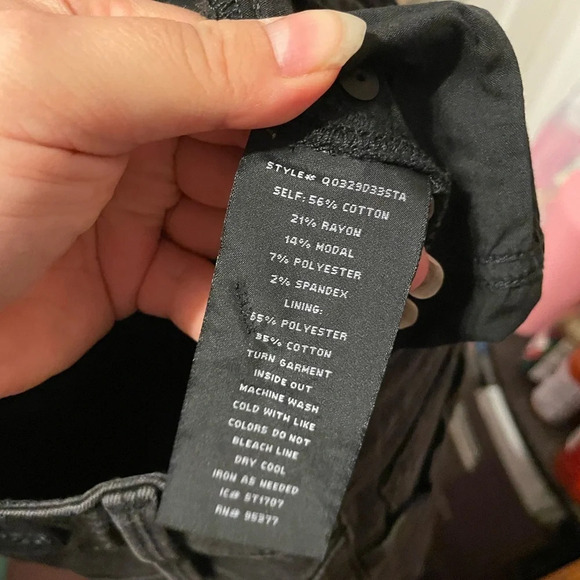 STYLE# Q0329D33STA
SELF: 56% COTTON
21% RAYON
14% MODAL
7% POLYESTER
2% SPANDEX
LINING:
65% POLYESTER
35% COTTON
TURN GARMENT
INSIDE OUT
MACHINE WASH
COLD WITH LIKE
COLORS DO NOT
BLEACH LINE
DRY COOL
IRON AS NEEDED
IC@ ST1707
RN@ 95277